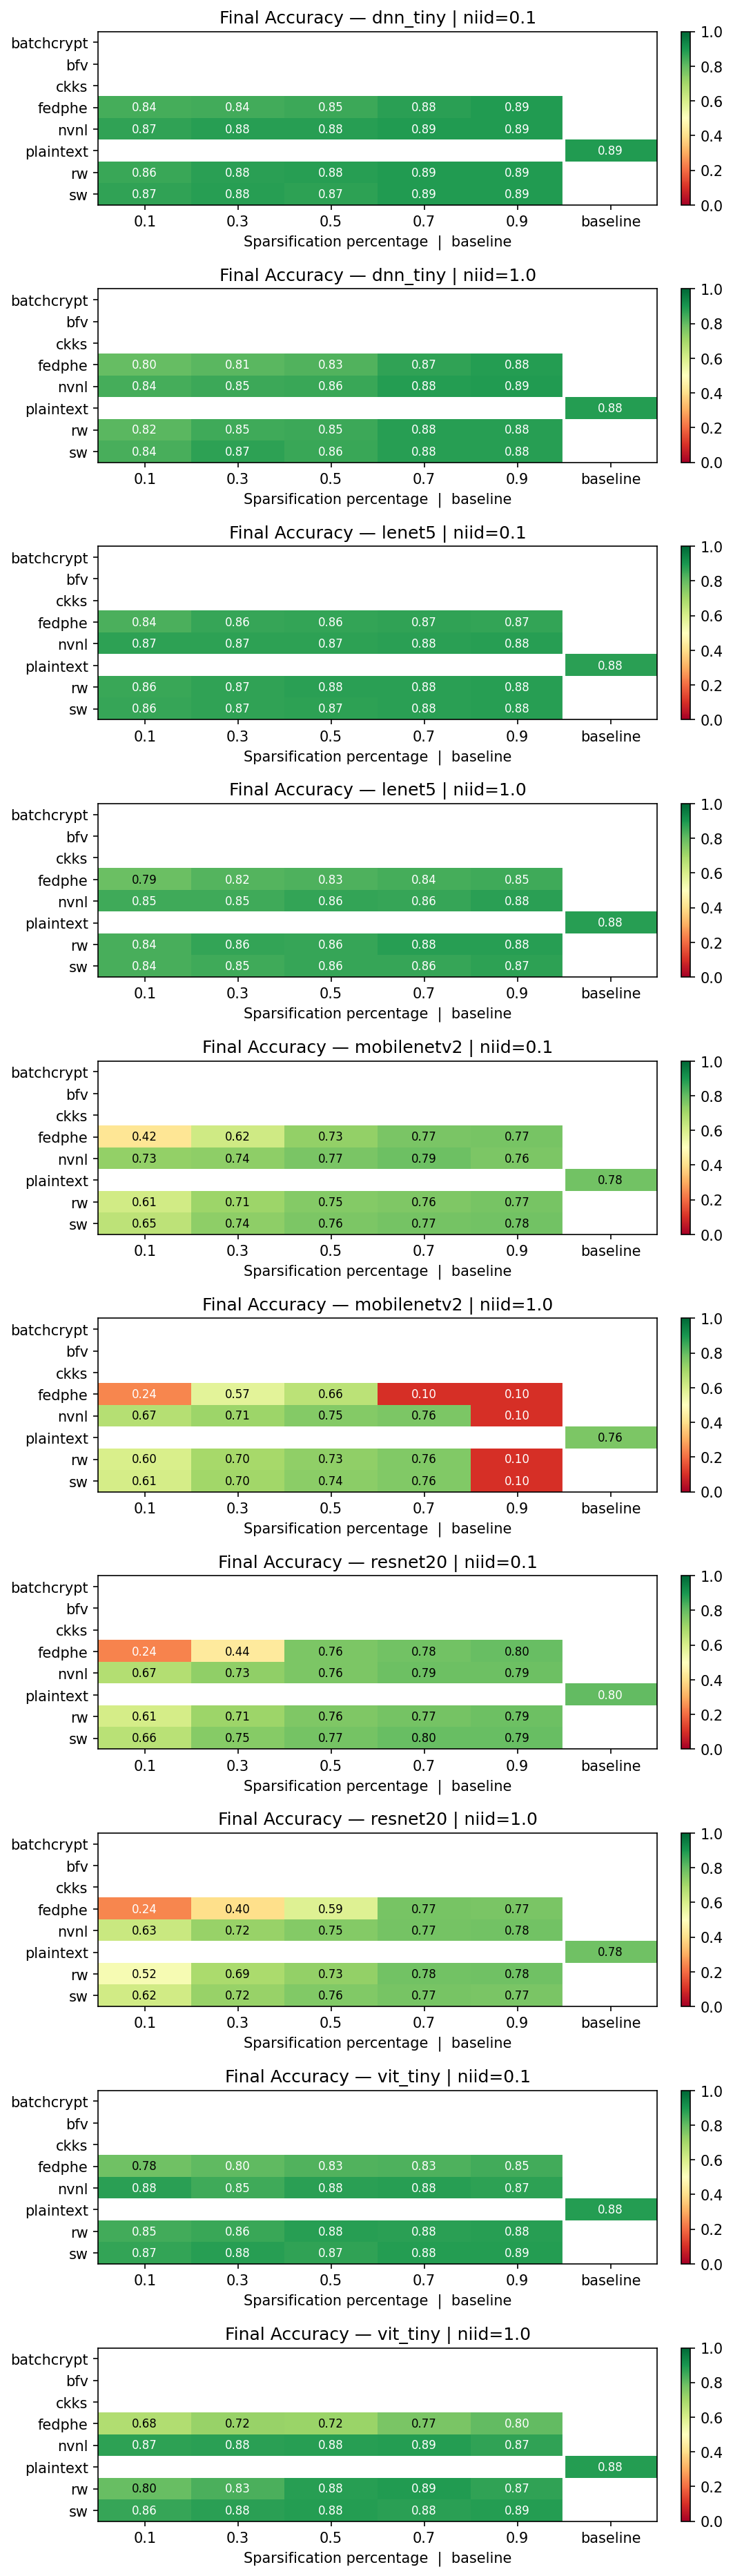 Final Accuracy — dnn_tiny | niid=0.1
1.0
batchcrypt
bfv
0.8
ckks
fedphe 0.84 0.84 0.85 0.88 0.89
0.6
nvnl 0.87 0.88 0.88 0.89 0.89
0.4
plaintext 0.89
rw 0.86 0.88 0.88 0.89 0.89
0.2
sw 0.87 0.88 0.87 0.89 0.89
0.0
0.1 0.3 0.5 0.7 0.9 baseline
Sparsification percentage | baseline
Final Accuracy — dnn_tiny | niid=1.0
1.0
batchcrypt
bfv
0.8
ckks
fedphe 0.80 0.81 0.83 0.87 0.88
0.6
nvnl 0.84 0.85 0.86 0.88 0.89
0.4
plaintext 0.88
rw 0.82 0.85 0.85 0.88 0.88
0.2
sw 0.84 0.87 0.86 0.88 0.88
0.0
0.1 0.3 0.5 0.7 0.9 baseline
Sparsification percentage | baseline
Final Accuracy — lenet5 | niid=0.1
1.0
batchcrypt
bfv
0.8
ckks
fedphe 0.84 0.86 0.86 0.87 0.87
0.6
nvnl 0.87 0.87 0.87 0.88 0.88
0.4
plaintext 0.88
rw 0.86 0.87 0.88 0.88 0.88
0.2
sw 0.86 0.87 0.87 0.88 0.88
0.0
0.1 0.3 0.5 0.7 0.9 baseline
Sparsification percentage | baseline
Final Accuracy — lenet5 | niid=1.0
1.0
batchcrypt
bfv
0.8
ckks
fedphe 0.79 0.82 0.83 0.84 0.85
0.6
nvnl 0.85 0.85 0.86 0.86 0.88
0.4
plaintext 0.88
rw 0.84 0.86 0.86 0.88 0.88
0.2
sw 0.84 0.85 0.86 0.86 0.87
0.0
0.1 0.3 0.5 0.7 0.9 baseline
Sparsification percentage | baseline
Final Accuracy — mobilenetv2 | niid=0.1
1.0
batchcrypt
bfv
0.8
ckks
fedphe 0.42 0.62 0.73 0.77 0.77
0.6
nvnl 0.73 0.74 0.77 0.79 0.76
0.4
plaintext 0.78
rw 0.61 0.71 0.75 0.76 0.77
0.2
sw 0.65 0.74 0.76 0.77 0.78
0.0
0.1 0.3 0.5 0.7 0.9 baseline
Sparsification percentage | baseline
Final Accuracy — mobilenetv2 | niid=1.0
1.0
batchcrypt
bfv
0.8
ckks
fedphe 0.24 0.57 0.66 0.10 0.10
0.6
nvnl 0.67 0.71 0.75 0.76 0.10
0.4
plaintext 0.76
rw 0.60 0.70 0.73 0.76 0.10
0.2
sw 0.61 0.70 0.74 0.76 0.10
0.0
0.1 0.3 0.5 0.7 0.9 baseline
Sparsification percentage | baseline
Final Accuracy — resnet20 | niid=0.1
1.0
batchcrypt
bfv
0.8
ckks
fedphe 0.24 0.44 0.76 0.78 0.80
0.6
nvnl 0.67 0.73 0.76 0.79 0.79
0.4
plaintext 0.80
rw 0.61 0.71 0.76 0.77 0.79
0.2
sw 0.66 0.75 0.77 0.80 0.79
0.0
0.1 0.3 0.5 0.7 0.9 baseline
Sparsification percentage | baseline
Final Accuracy — resnet20 | niid=1.0
1.0
batchcrypt
bfv
0.8
ckks
fedphe 0.24 0.40 0.59 0.77 0.77
0.6
nvnl 0.63 0.72 0.75 0.77 0.78
0.4
plaintext 0.78
rw 0.52 0.69 0.73 0.78 0.78
0.2
sw 0.62 0.72 0.76 0.77 0.77
0.0
0.1 0.3 0.5 0.7 0.9 baseline
Sparsification percentage | baseline
Final Accuracy — vit_tiny | niid=0.1
1.0
batchcrypt
bfv
0.8
ckks
fedphe 0.78 0.80 0.83 0.83 0.85
0.6
nvnl 0.88 0.85 0.88 0.88 0.87
0.4
plaintext 0.88
rw 0.85 0.86 0.88 0.88 0.88
0.2
sw 0.87 0.88 0.87 0.88 0.89
0.0
0.1 0.3 0.5 0.7 0.9 baseline
Sparsification percentage | baseline
Final Accuracy — vit_tiny | niid=1.0
1.0
batchcrypt
bfv
0.8
ckks
fedphe 0.68 0.72 0.72 0.77 0.80
0.6
nvnl 0.87 0.88 0.88 0.89 0.87
0.4
plaintext 0.88
rw 0.80 0.83 0.88 0.89 0.87
0.2
sw 0.86 0.88 0.88 0.88 0.89
0.0
0.1 0.3 0.5 0.7 0.9 baseline
Sparsification percentage | baseline